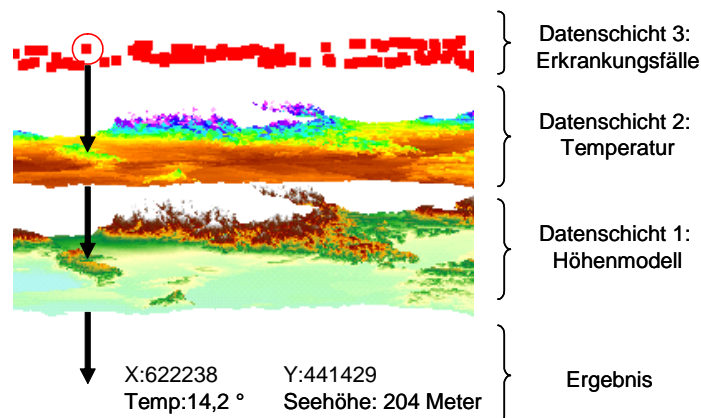 Datenschicht 3:
Erkrankungsfälle
Datenschicht 2:
Temperatur
Datenschicht 1:
Höhenmodell
X:622238 Y:441429
Temp:14,2 ° Seehöhe: 204 Meter
Ergebnis